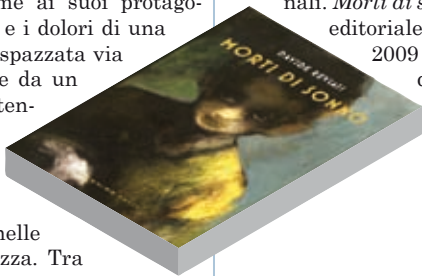 me ai suoi protago-
e i dolori di una
spazzata via
e da un
ten-
nelle
zza. Tra
DAVIDE REVIATI
MORTI DI SONNO
nali. Morti di s
editoriale
2009